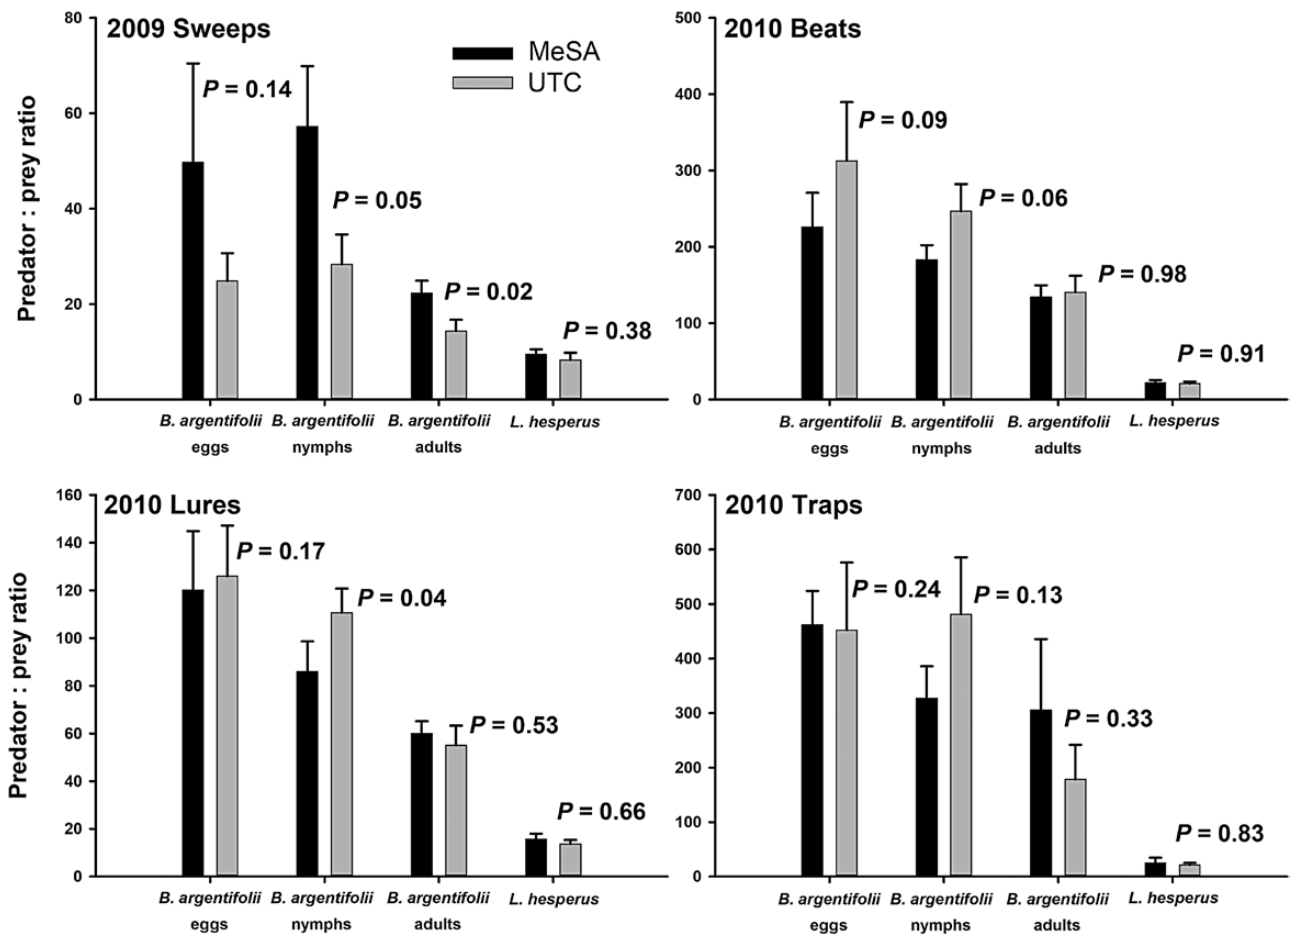 2009 Sweeps
MeSA
UTC
Predator : prey ratio
80
60
40
20
0
P = 0.14
P = 0.05
P = 0.02
P = 0.38
B. argentifolii
eggs
B. argentifolii
nymphs
B. argentifolii
adults
L. hesperus
2010 Beats
500
400
300
200
100
0
P = 0.09
P = 0.06
P = 0.98
P = 0.91
B. argentifolii
eggs
B. argentifolii
nymphs
B. argentifolii
adults
L. hesperus
2010 Lures
Predator : prey ratio
160
140
120
100
80
60
40
20
0
P = 0.17
P = 0.04
P = 0.53
P = 0.66
B. argentifolii
eggs
B. argentifolii
nymphs
B. argentifolii
adults
L. hesperus
2010 Traps
700
600
500
400
300
200
100
0
P = 0.24
P = 0.13
P = 0.33
P = 0.83
B. argentifolii
eggs
B. argentifolii
nymphs
B. argentifolii
adults
L. hesperus